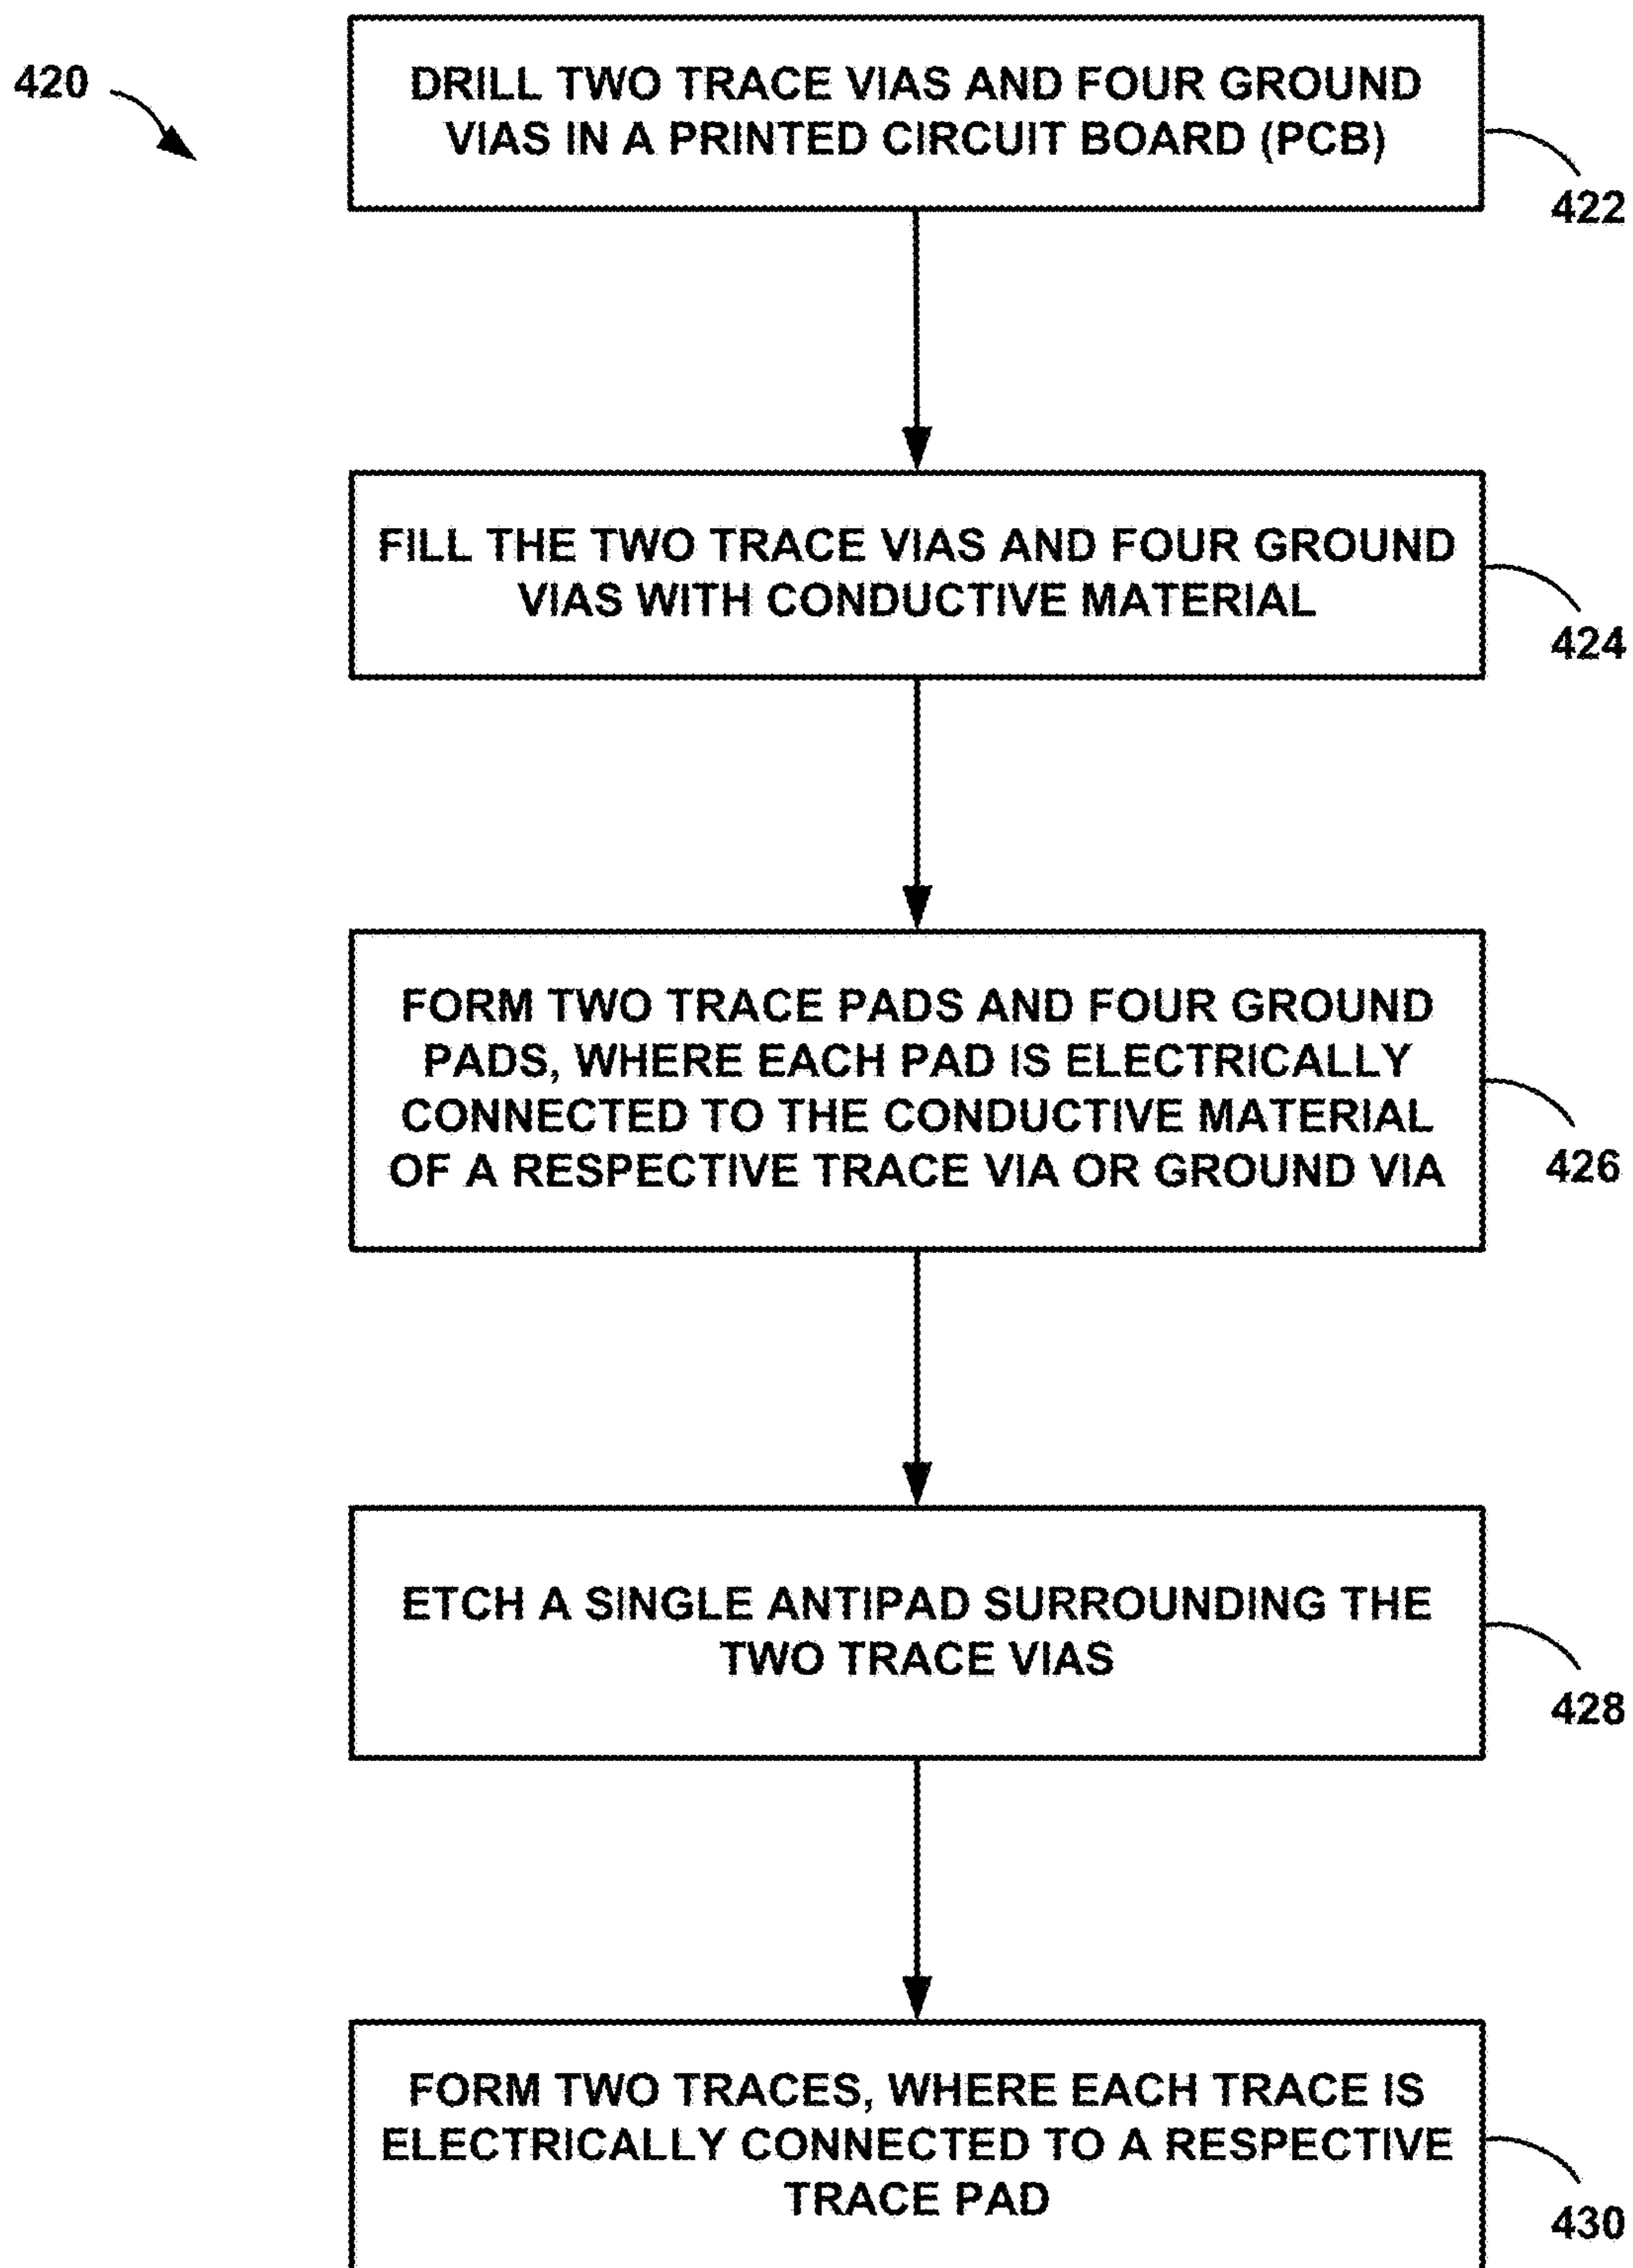 420
DRILL TWO TRACE VIAS AND FOUR GROUND
VIAS IN A PRINTED CIRCUIT BOARD (PCB)
422
FILL THE TWO TRACE VIAS AND FOUR GROUND
VIAS WITH CONDUCTIVE MATERIAL
424
FORM TWO TRACE PADS AND FOUR GROUND
PADS, WHERE EACH PAD IS ELECTRICALLY
CONNECTED TO THE CONDUCTIVE MATERIAL
OF A RESPECTIVE TRACE VIA OR GROUND VIA
426
ETCH A SINGLE ANTIPAD SURROUNDING THE
TWO TRACE VIAS
428
FORM TWO TRACES, WHERE EACH TRACE IS
ELECTRICALLY CONNECTED TO A RESPECTIVE
TRACE PAD
430